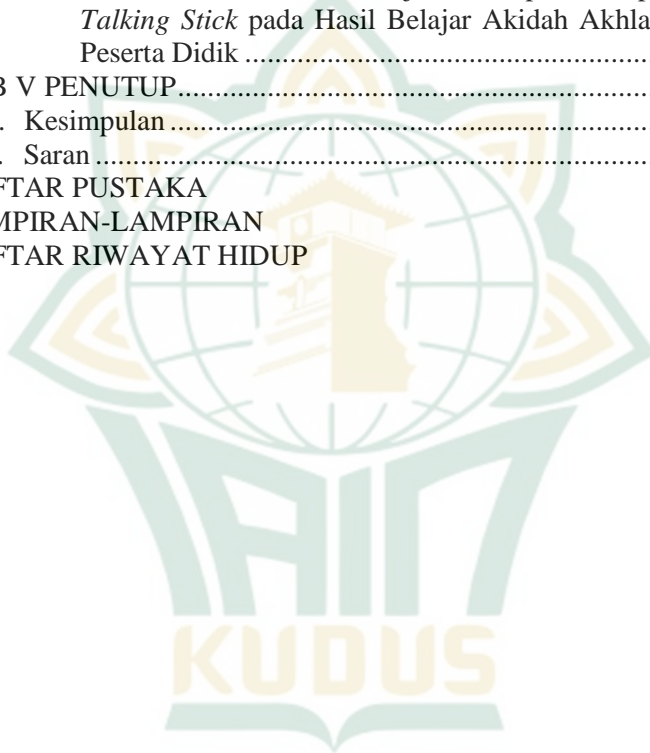 Talking Stick pada Hasil Belajar Akidah Akhla
Peserta Didik ....................................................
B V PENUTUP................................................................
. Kesimpulan ................................................................
. Saran .............................................................................
FTAR PUSTAKA
MPIRAN-LAMPIRAN
FTAR RIWAYAT HIDUP
IAIN
KUDUS